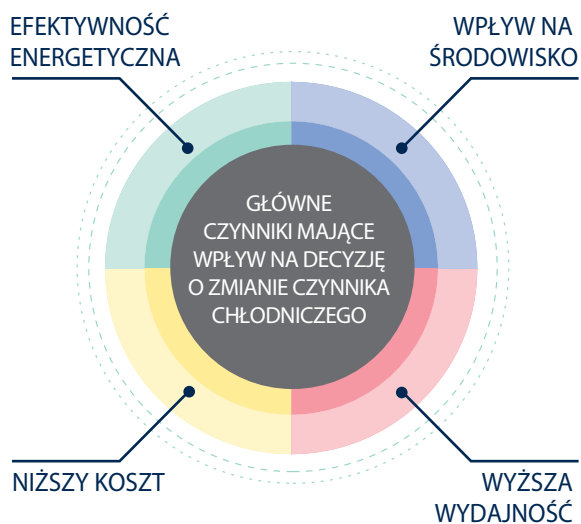 EFEKTYWNOŚĆ
ENERGETYCZNA
WPŁYW NA
ŚRODOWISKO
GŁÓWNE
CZYNNIKI MAJĄCE
WPŁYW NA DECYZJĘ
O ZMIANIE CZYNNIKA
CHŁODNICZEGO
NIŻSZY KOSZT
WYŻSZA
WYDAJNOŚĆ